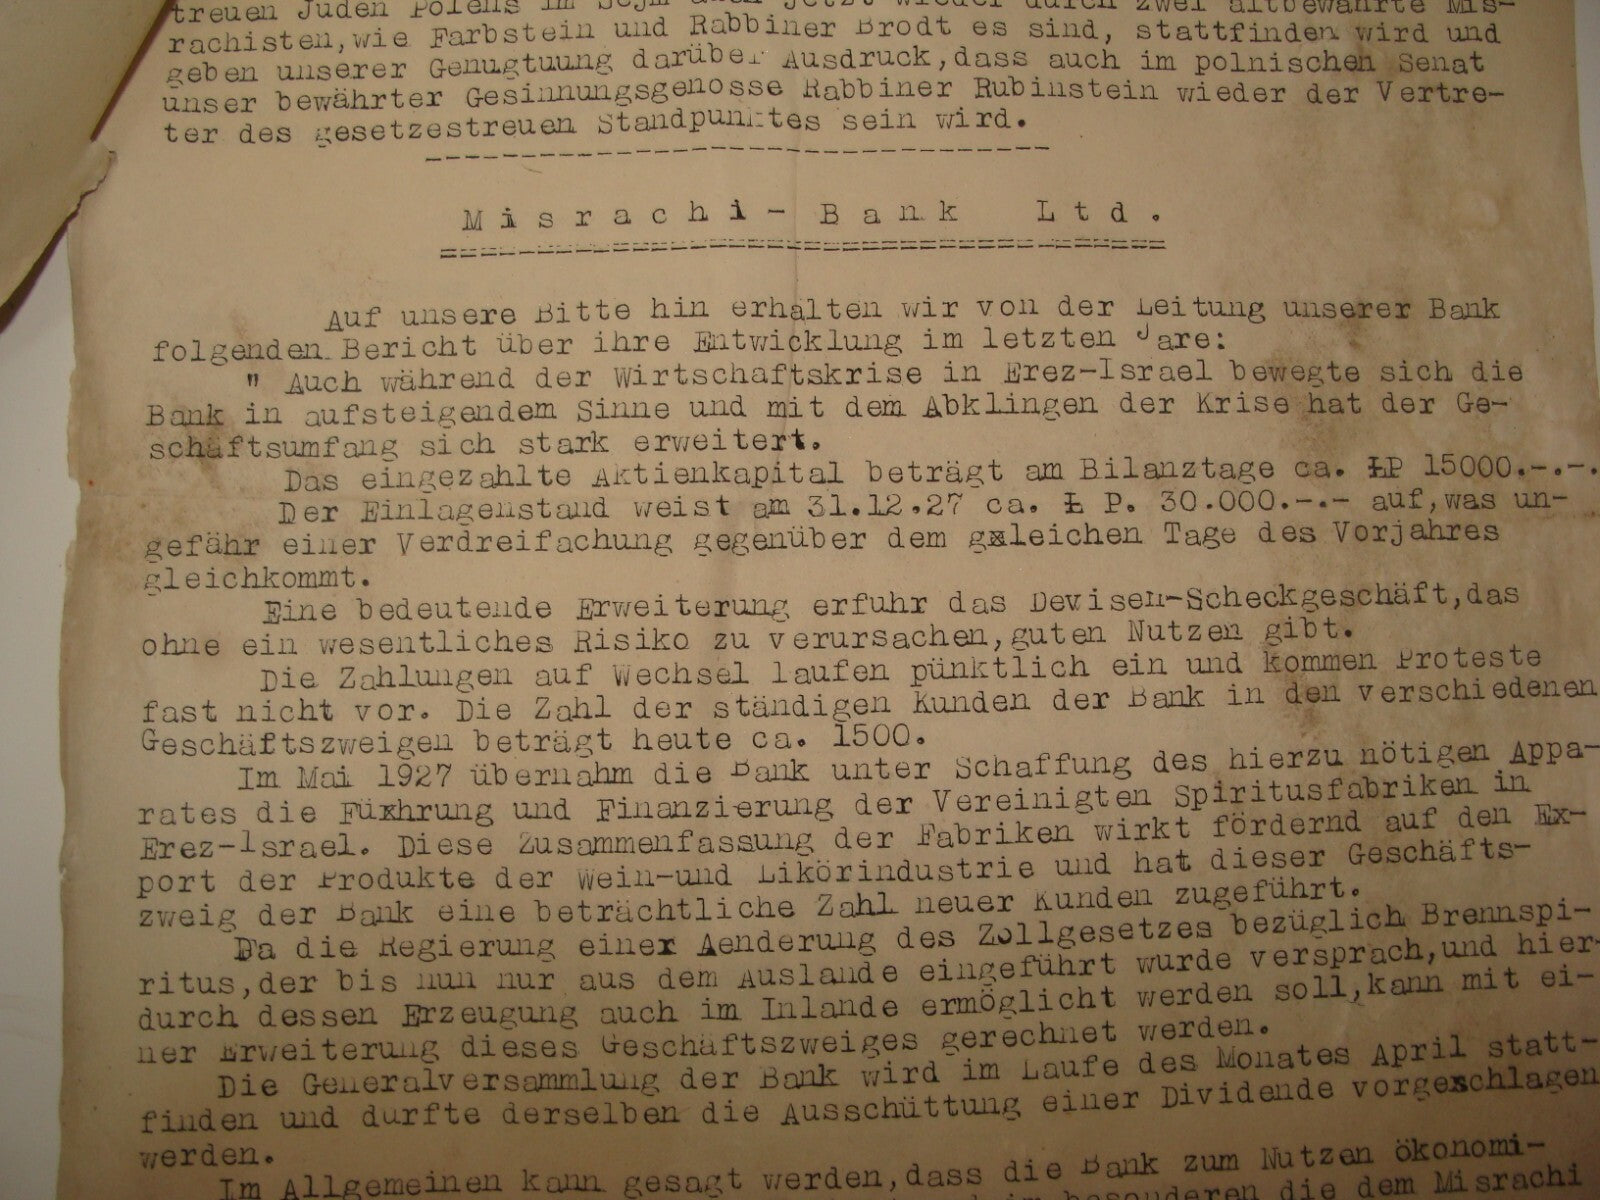 treuen Juden Polens im Sejm auch jetzt wieder durch zwei altbewährte Mis-
rachisten,wie Farbstein und Rabbiner Brodt es sind, stattfinden wird und
geben unserer Genugtuung darüber Ausdruck,dass auch im polnischen Senat
unser bewährter Gesinnungsgenosse Rabbiner Rubinstein wieder der Vertre-
ter des gesetzestreuen Standpunktes sein wird.
--------------------------------
Misrachi- Bank Ltd.
=====================================
Auf unsere Bitte hin erhalten wir von der Leitung unserer Bank
folgenden Bericht über ihre Entwicklung im letzten Jare:
" Auch während der Wirtschaftskrise in Erez-Israel bewegte sich die
Bank in aufsteigendem Sinne und mit dem Abklingen der Krise hat der Ge-
schäftsumfang sich stark erweitert.
Das eingezahlte Aktienkapital beträgt am Bilanztage ca. ŁP 15000.-.-.
Der Einlagenstand weist am 31.12.27 ca. Ł P. 30.000.-.- auf,was un-
gefähr einer Verdreifachung gegenüber dem gxleichen Tage des Vorjahres
gleichkommt.
Eine bedeutende Erweiterung erfuhr das Devisen-Scheckgeschäft,das
ohne ein wesentliches Risiko zu verursachen,guten Nutzen gibt.
Die Zahlungen auf Wechsel laufen pünktlich ein und kommen Proteste
fast nicht vor. Die Zahl der ständigen Kunden der Bank in den verschiedenen
Geschäftszweigen beträgt heute ca. 1500.
Im Mai 1927 übernahm die Bank unter Schaffung des hierzu nötigen Appa-
rates die Füxhrung und Finanzierung der Vereinigten Spiritusfabriken in
Erez-Israel. Diese Zusammenfassung der Fabriken wirkt fördernd auf den Ex-
port der Produkte der Wein-und Likörindustrie und hat dieser Geschäfts-
zweig der Bank eine beträchtliche Zahl neuer Kunden zugeführt.
Da die Regierung einex Aenderung des Zollgesetzes bezüglich Brennspi-
ritus,der bis nun nur aus dem Auslande eingeführt wurde versprach,und hier-
durch dessen Erzeugung auch im Inlande ermöglicht werden soll,kann mit ei-
ner Erweiterung dieses Geschäftszweiges gerechnet werden.
Die Generalversammlung der Bank wird im Laufe des Monates April statt-
finden und durfte derselben die Ausschüttung einer Dividende vorgexschlagen
werden.
Im Allgemeinen kann gesagt werden,dass die Bank zum Nutzen ökonomi-
besonderen die dem Misrachi